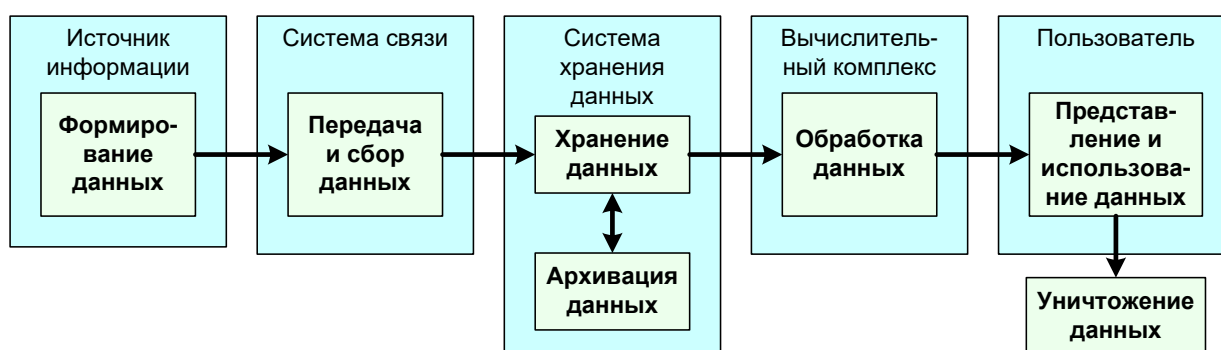 Источник
информации
Формиро-
вание
данных
Система связи
Передача
и сбор
данных
Система
хранения
данных
Хранение
данных
Архивация
данных
Вычислитель-
ный комплекс
Обработка
данных
Пользователь
Представ-
ление и
использова-
ние данных
Уничтожение
данных